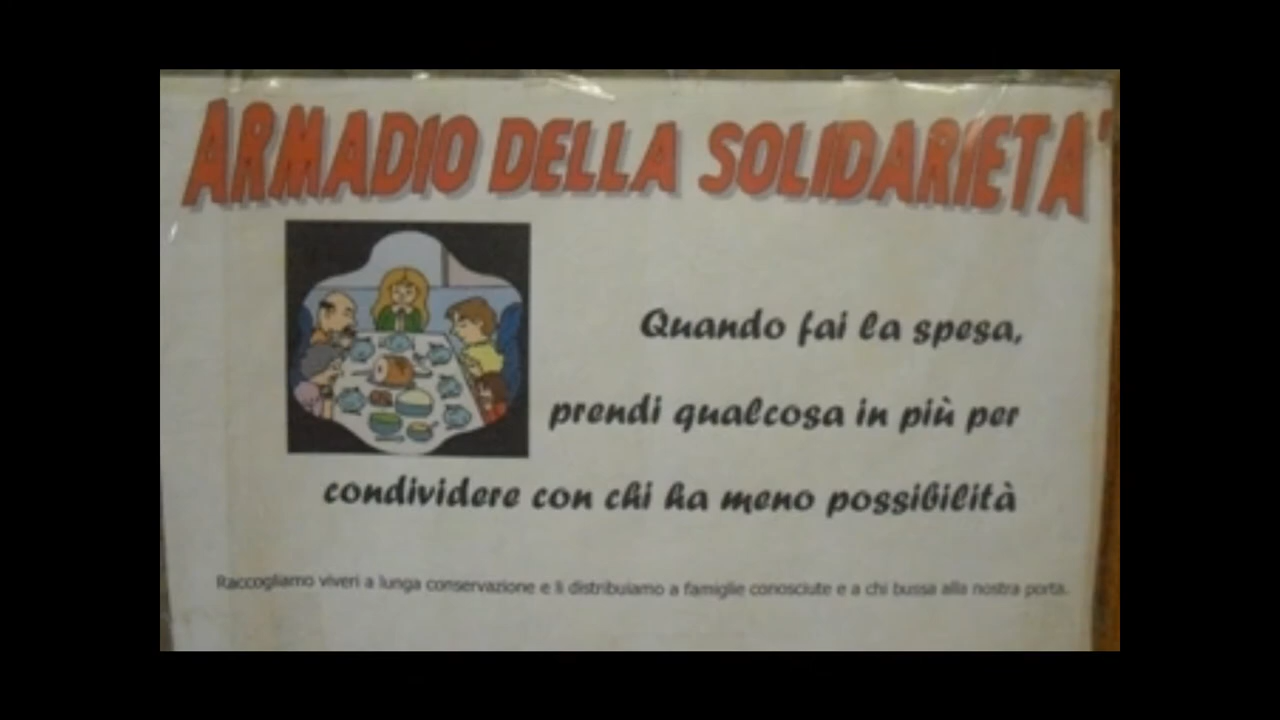 ARMADIO DELLA SOLIDARIETA'
Quando fai la spesa,
prendi qualcosa in più per
condividere con chi ha meno possibilità
Raccogliamo viveri a lunga conservazione e li distribuiamo a famiglie conosciute e a chi bussa alla nostra porta.